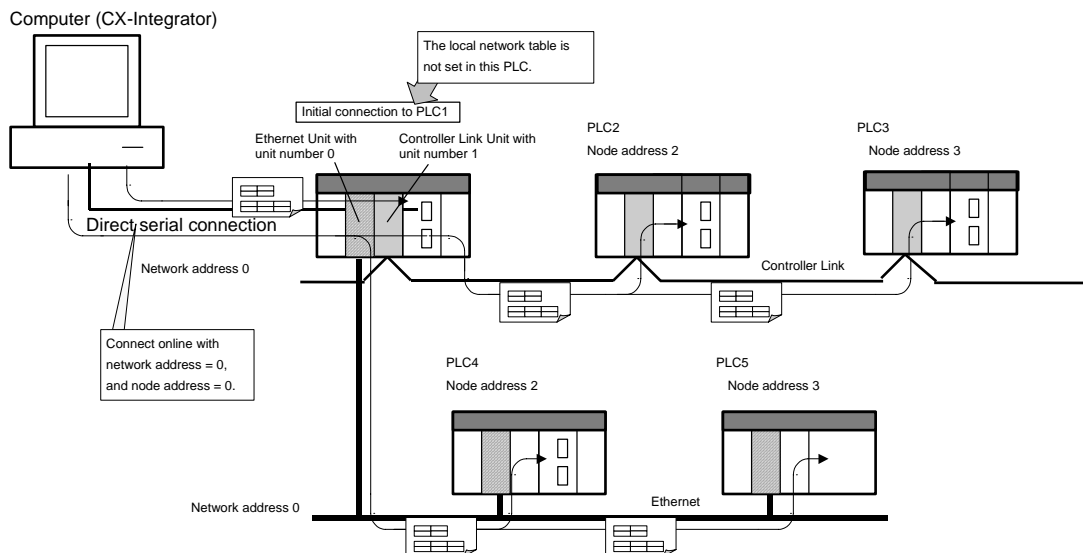 Computer (CX-Integrator)
The local network table is
not set in this PLC.
Initial connection to PLC1
Ethernet Unit with
unit number 0
Controller Link Unit with
unit number 1
PLC2
Node address 2
PLC3
Node address 3
Direct serial connection
Network address 0
Controller Link
Connect online with
network address = 0,
and node address = 0.
PLC4
Node address 2
PLC5
Node address 3
Network address 0
Ethernet